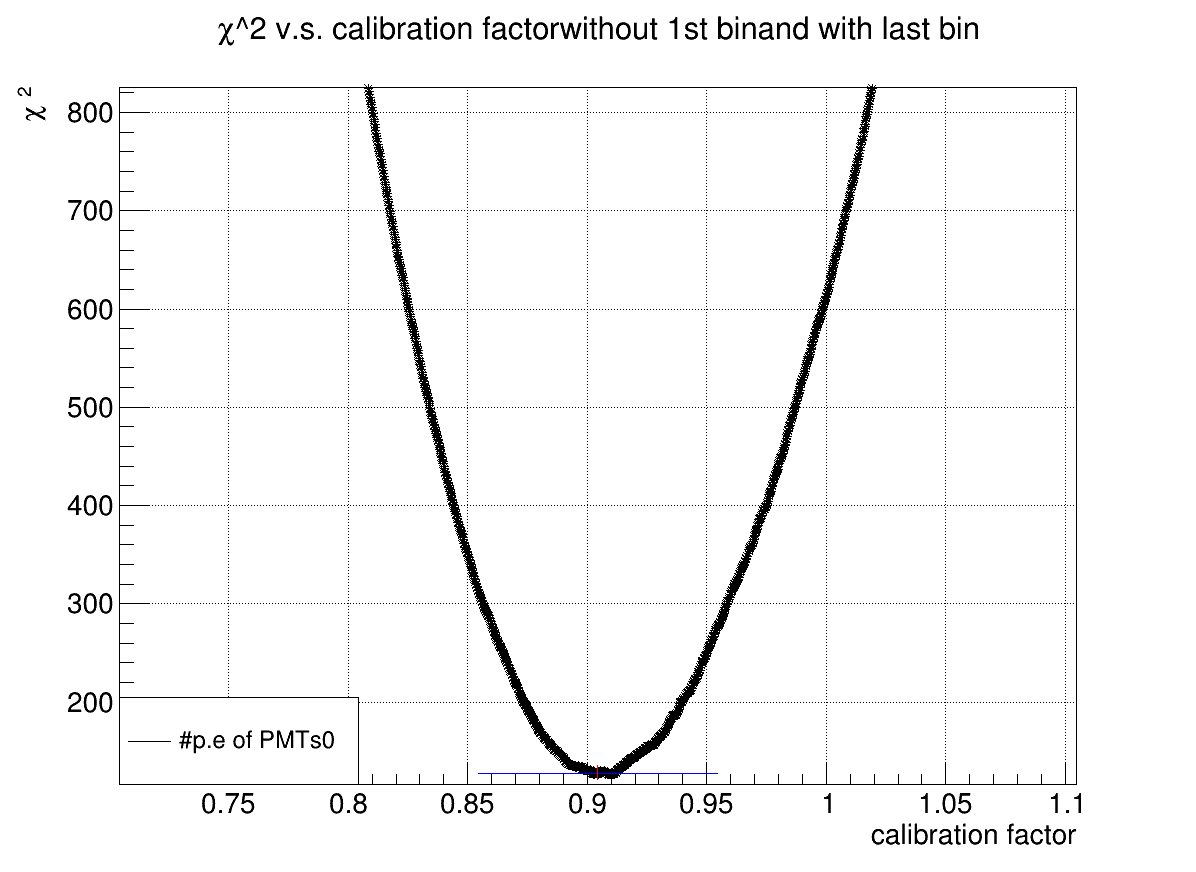 χ^2 v.s. calibration factorwithout 1st binand with last bin
χ 2
800
700
600
500
400
300
200
#p.e of PMTs0
0.75 0.8 0.85 0.9 0.95 1 1.05 1.1
calibration factor